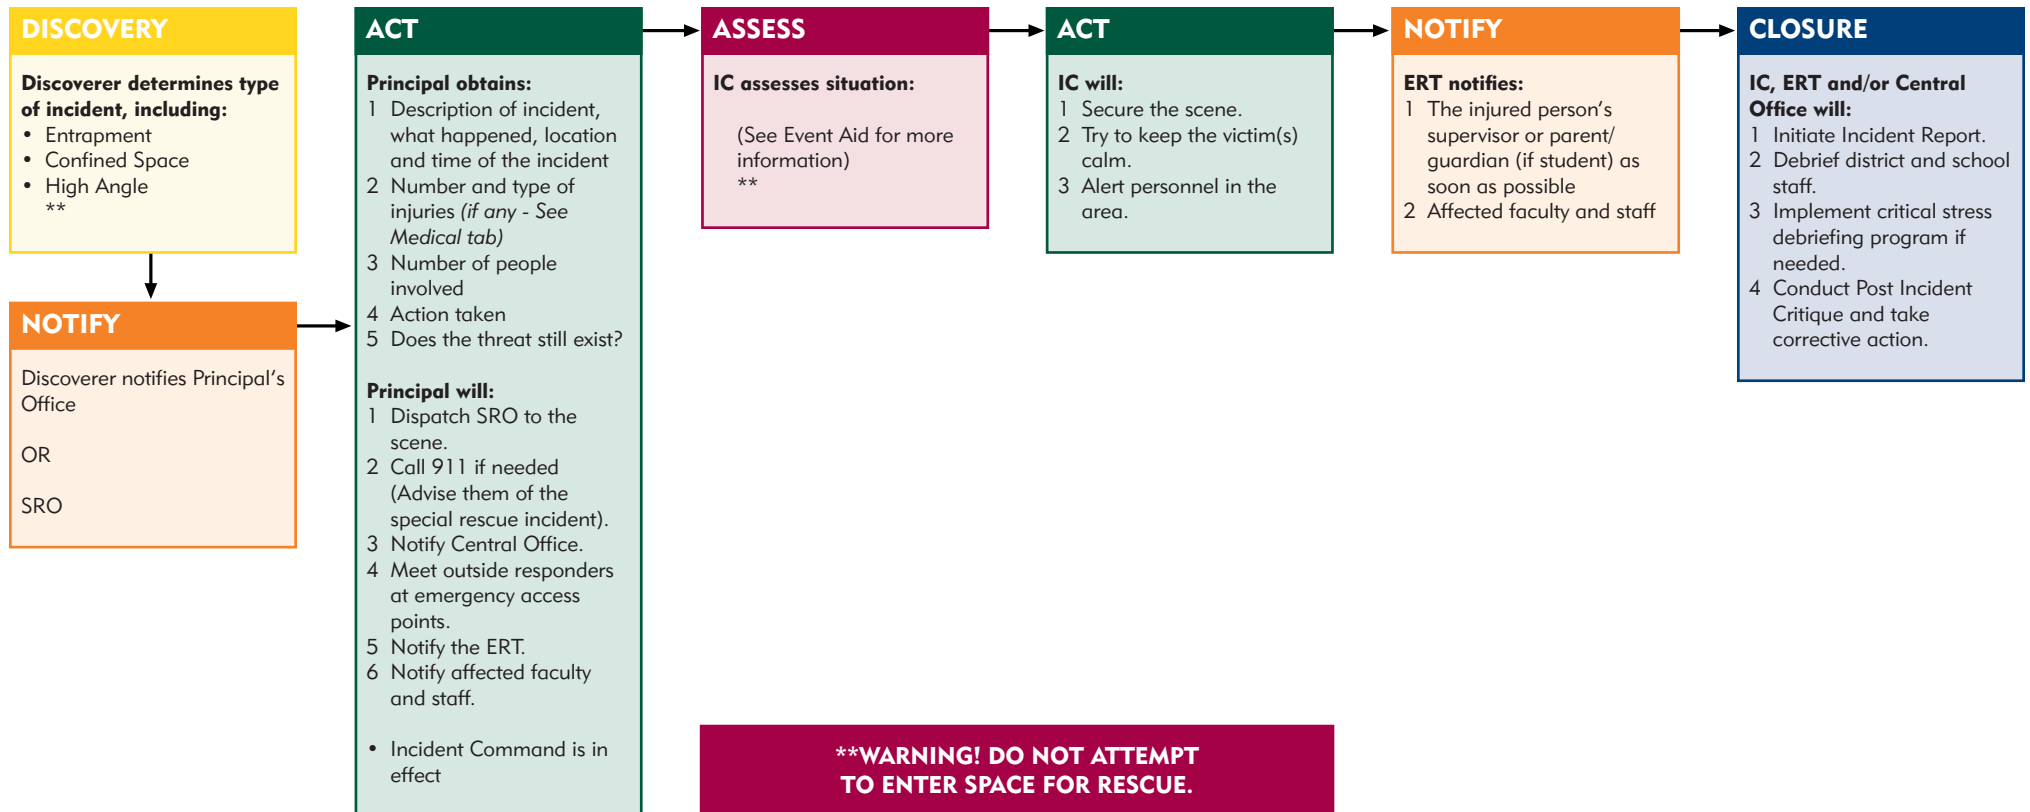 DISCOVERY
Discoverer determines type
of incident, including:
• Entrapment
• Confined Space
• High Angle
**
NOTIFY
Discoverer notifies Principal's
Office
OR
SRO
ACT
Principal obtains:
1 Description of incident,
what happened, location
and time of the incident
2 Number and type of
injuries (if any - See
Medical tab)
3 Number of people
involved
4 Action taken
5 Does the threat still exist?
Principal will:
1 Dispatch SRO to the
scene.
2 Call 911 if needed
(Advise them of the
special rescue incident).
3 Notify Central Office.
4 Meet outside responders
at emergency access
points.
5 Notify the ERT.
6 Notify affected faculty
and staff.
• Incident Command is in
effect
ASSESS
IC assesses situation:
(See Event Aid for more
information)
**
ACT
IC will:
1 Secure the scene.
2 Try to keep the victim(s)
calm.
3 Alert personnel in the
area.
NOTIFY
ERT notifies:
1 The injured person's
supervisor or parent/
guardian (if student) as
soon as possible
2 Affected faculty and staff
CLOSURE
IC, ERT and/or Central
Office will:
1 Initiate Incident Report.
2 Debrief district and school
staff.
3 Implement critical stress
debriefing program if
needed.
4 Conduct Post Incident
Critique and take
corrective action.
**WARNING! DO NOT ATTEMPT
TO ENTER SPACE FOR RESCUE.